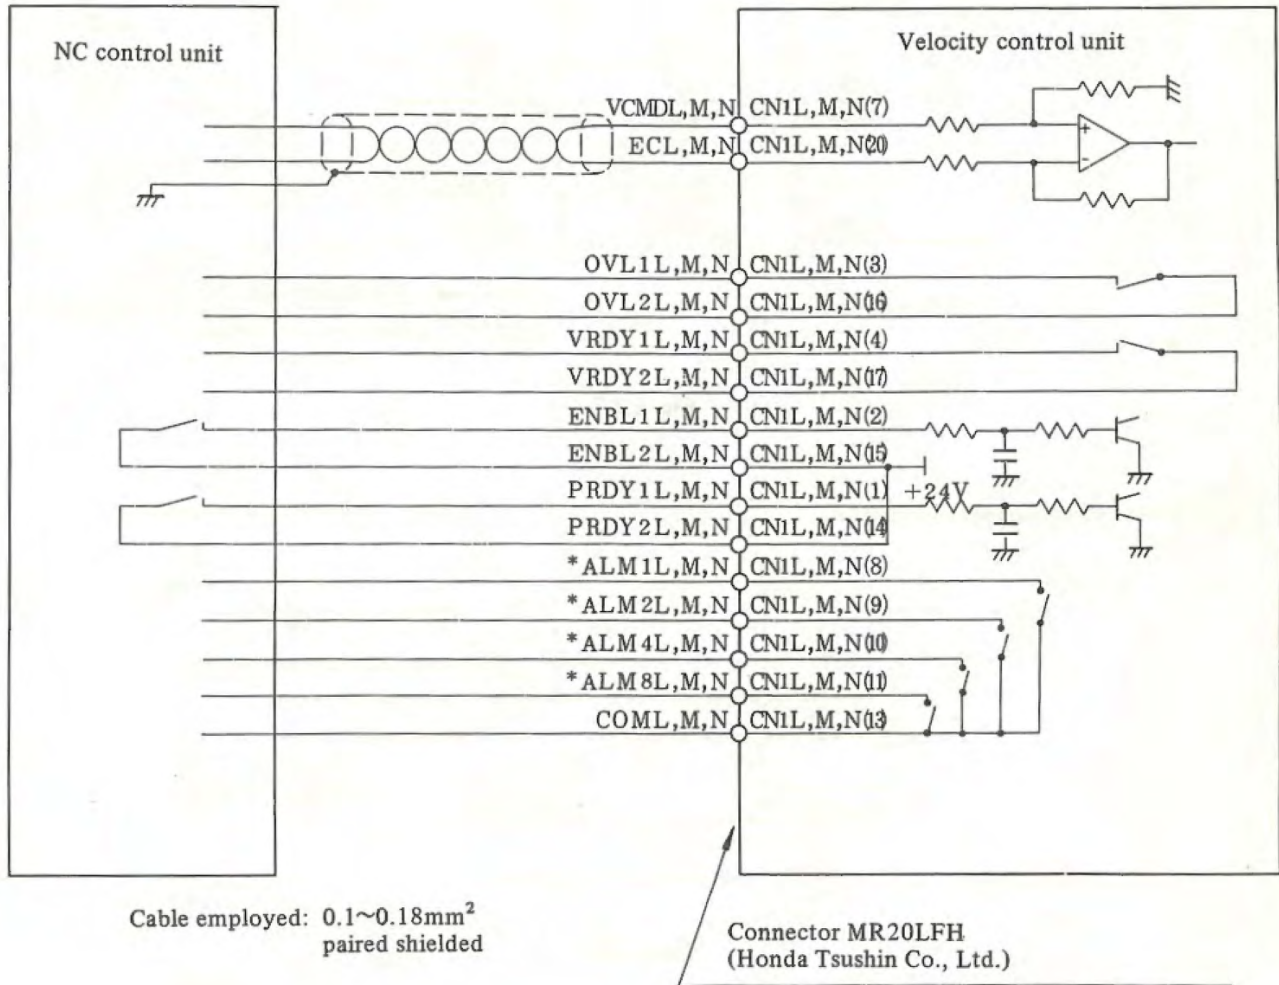 NC control unit
Velocity control unit
VCMDL,M,N CN1L,M,N(7)
ECL,M,N CN1L,M,N(20)
+
-
OVL1L,M,N CN1L,M,N(3)
OVL2L,M,N CN1L,M,N(16)
VRDY1L,M,N CN1L,M,N(4)
VRDY2L,M,N CN1L,M,N(17)
ENBL1L,M,N CN1L,M,N(2)
ENBL2L,M,N CN1L,M,N(15)
PRDY1L,M,N CN1L,M,N(1) +24V
PRDY2L,M,N CN1L,M,N(14)
*ALM1L,M,N CN1L,M,N(8)
*ALM2L,M,N CN1L,M,N(9)
*ALM4L,M,N CN1L,M,N(10)
*ALM8L,M,N CN1L,M,N(11)
COML,M,N CN1L,M,N(13)
Cable employed: 0.1~0.18mm²
paired shielded
Connector MR20LFH
(Honda Tsushin Co., Ltd.)